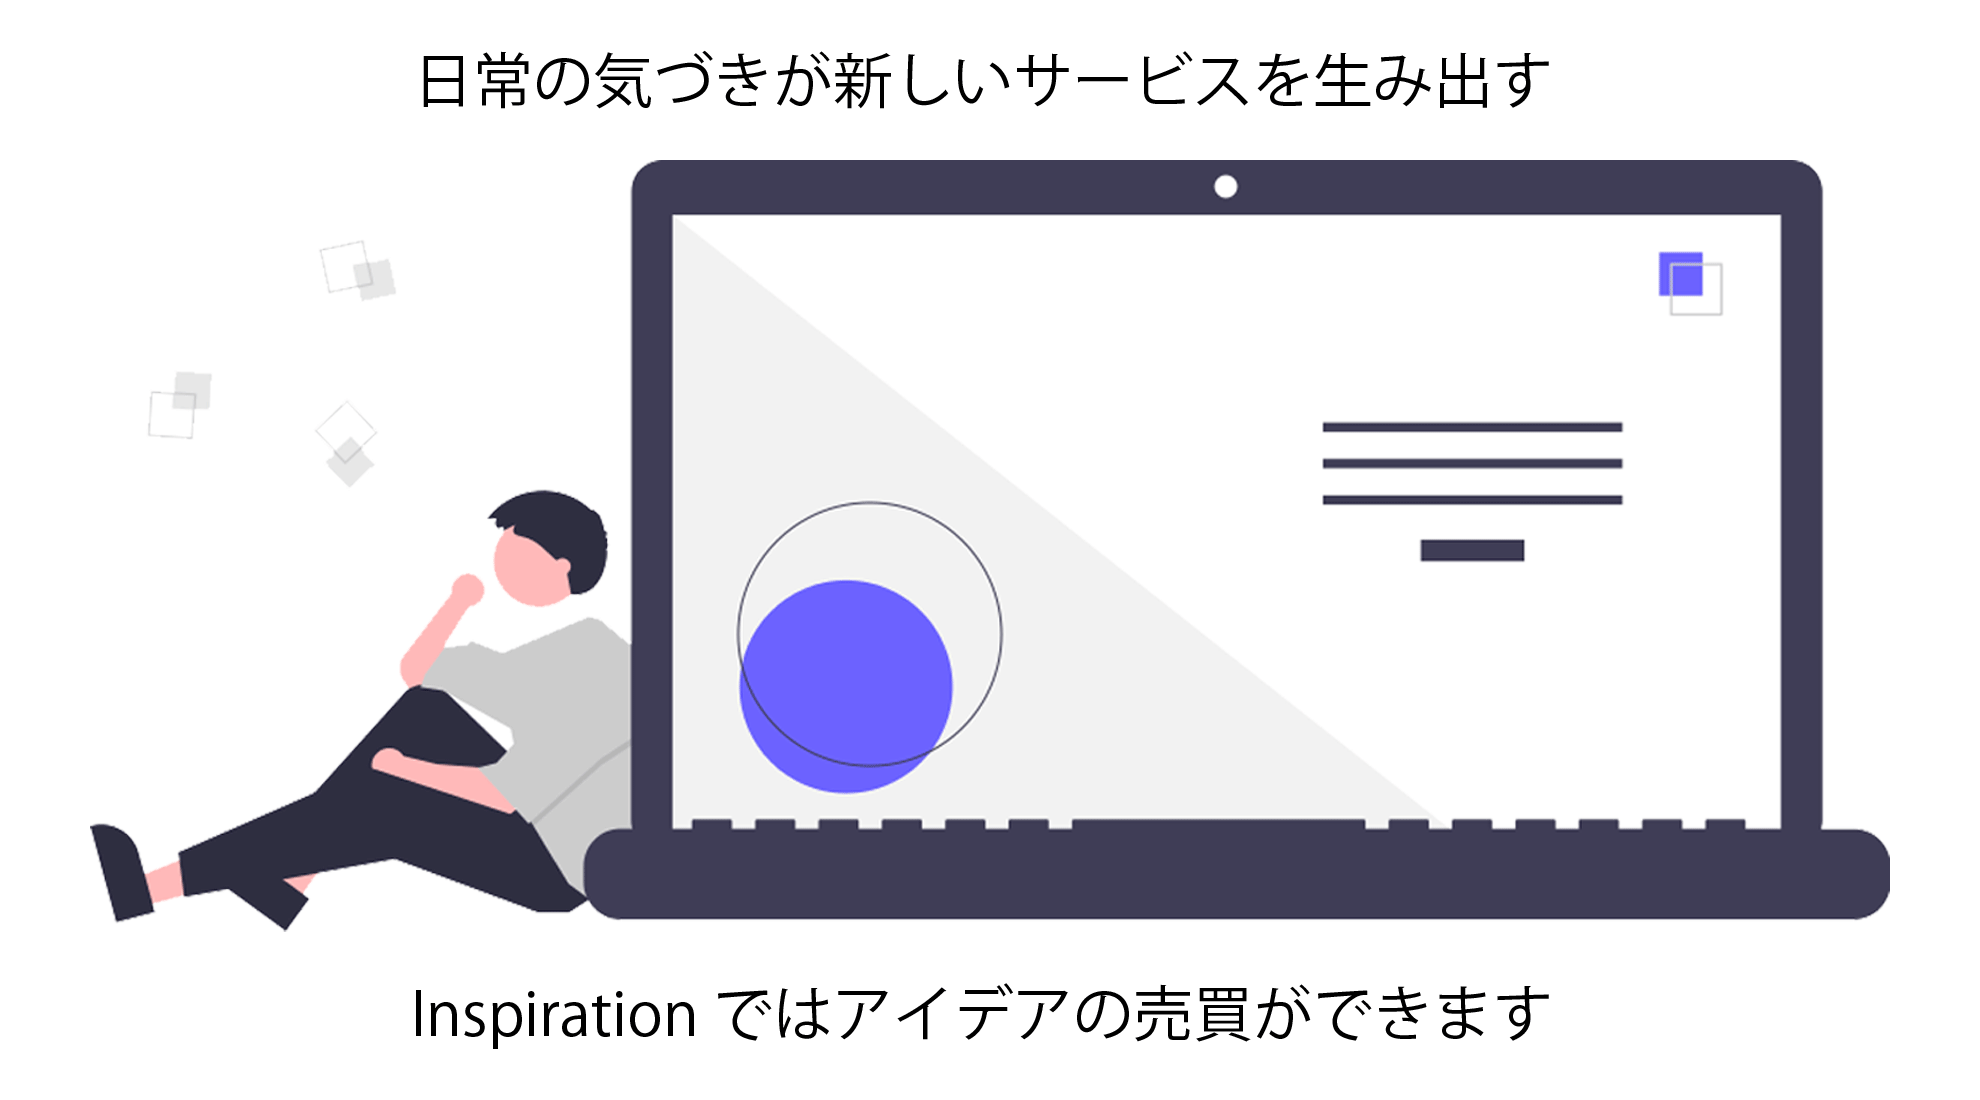 日常の気づきが新しいサービスを生み出す
Inspiration ではアイデアの売買ができます